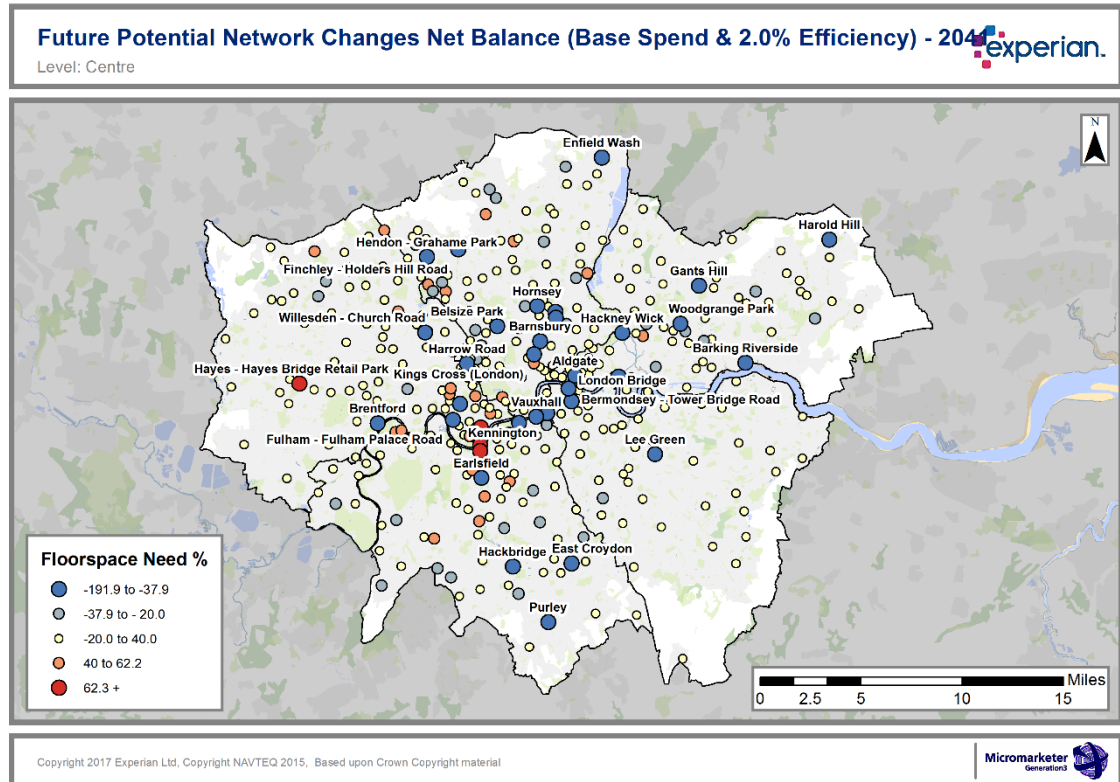 Future Potential Network Changes Net Balance (Base Spend & 2.0% Efficiency) - 2041
experian.
Level: Centre
N
Enfield Wash
Harold Hill
Hendon - Grahame Park
Finchley - Holders Hill Road
Gants Hill
Hornsey
Belsize Park
Willesden - Church Road
Barnsbury
Hackney Wick
Woodgrange Park
Harrow Road
Aldgate
Barking Riverside
Hayes - Hayes Bridge Retail Park
Kings Cross (London)
London Bridge
Brentford
Vauxhall
Bermondsey - Tower Bridge Road
Fulham - Fulham Palace Road
Kennington
Lee Green
Earlsfield
Hackbridge
East Croydon
Purley
Floorspace Need %
-191.9 to -37.9
-37.9 to - 20.0
-20.0 to 40.0
40 to 62.2
62.3 +
Miles
0 2.5 5 10 15
Copyright 2017 Experian Ltd, Copyright NAVTEQ 2015, Based upon Crown Copyright material
Micromarketer
Generation3